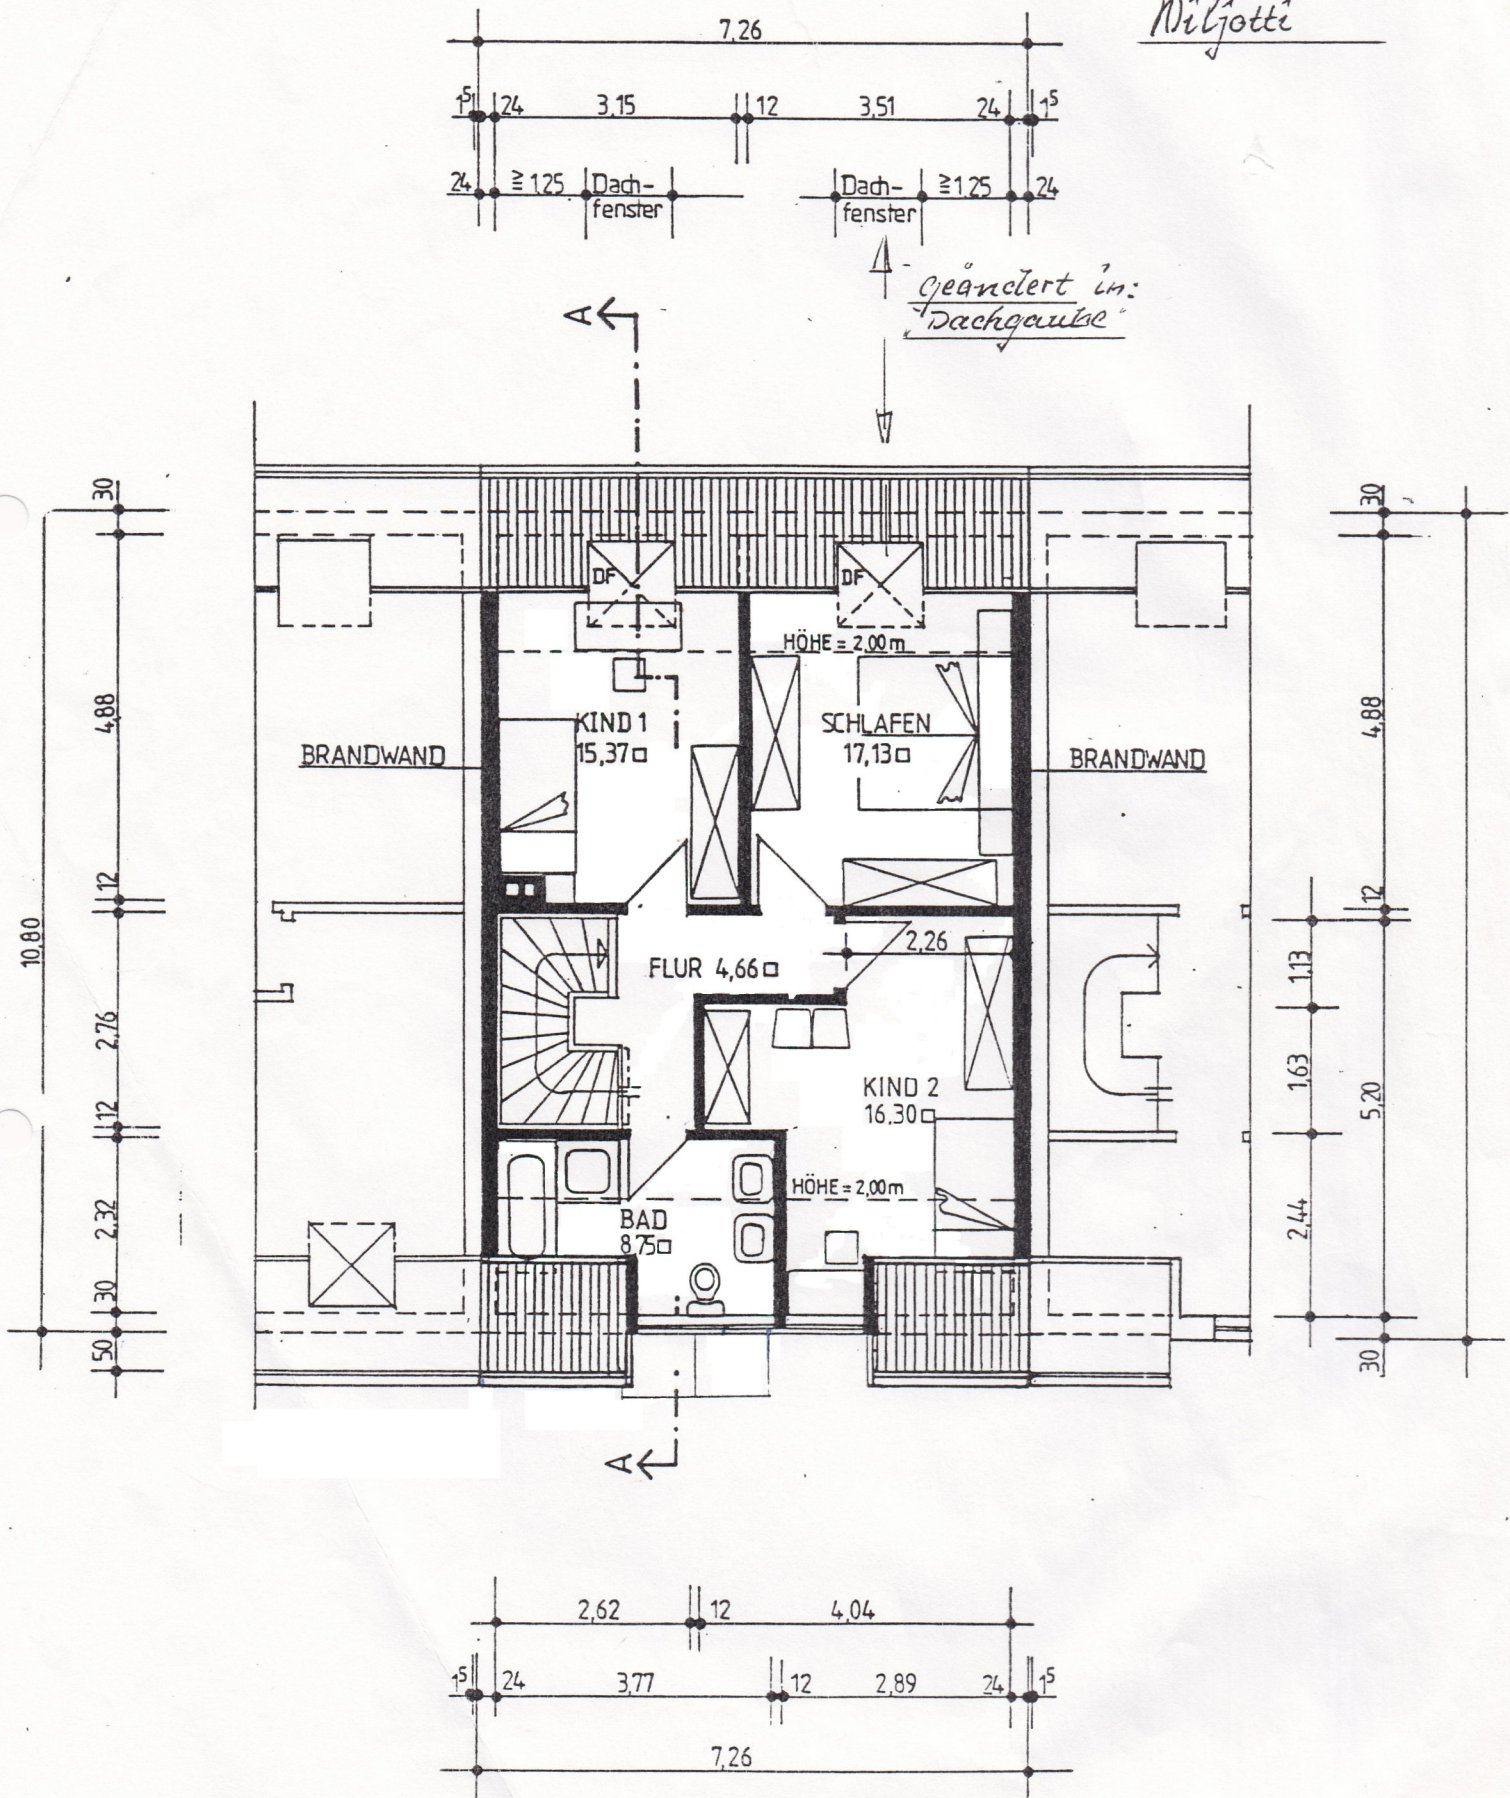 Niljotti
7,26
1⁵ 24 3,15 12 3,51 24 1⁵
24 ≧ 1.25 Dach-
fenster
Dach-
fenster
≧ 1.25 24
geändert in:
"Dachgaube"
A
30
30
DF
DF
HÖHE = 2,00 m
4,88
KIND 1
15,37□
SCHLAFEN
17,13□
4,88
BRANDWAND
BRANDWAND
12
12
10,80
FLUR 4,66□
2,26
1,13
2,76
KIND 2
16.30□
1,63
5,20
12
HÖHE = 2,00 m
2,32
BAD
8.75□
2,44
30
50
30
A
2,62 12 4,04
1⁵ 24 3,77 12 2,89 24 1⁵
7,26